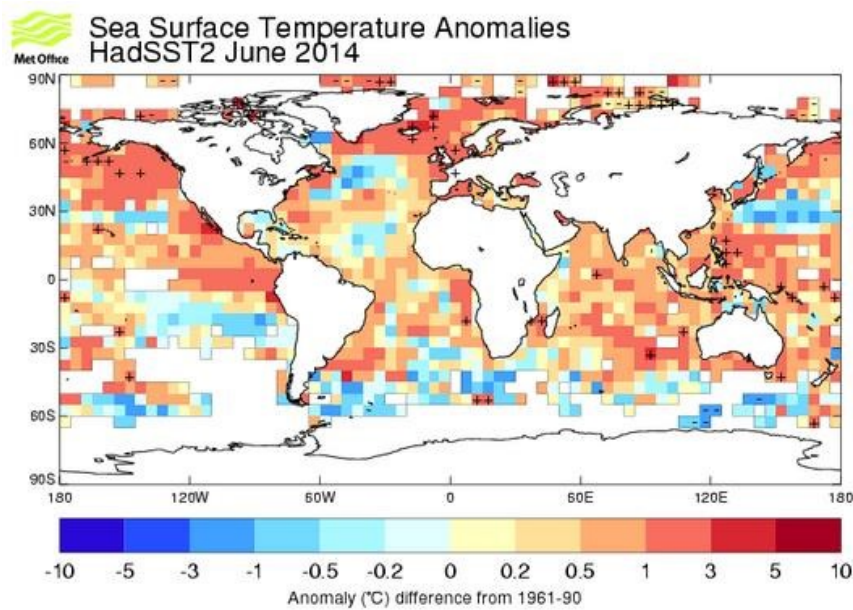 Met Office
Sea Surface Temperature Anomalies
HadSST2 June 2014
90N
60N
30N
0
30S
60S
90S
180 120W 60W 0 60E 120E 180
-10 -5 -3 -1 -0.5 -0.2 0 0.2 0.5 1 3 5 10
Anomaly (°C) difference from 1961-90